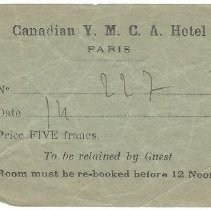 Canadian Y. M. C. A. Hotel
PARIS
N° 227
Date 14
Price FIVE francs.
To be retained by Guest
Room must be re-booked before 12 Noon